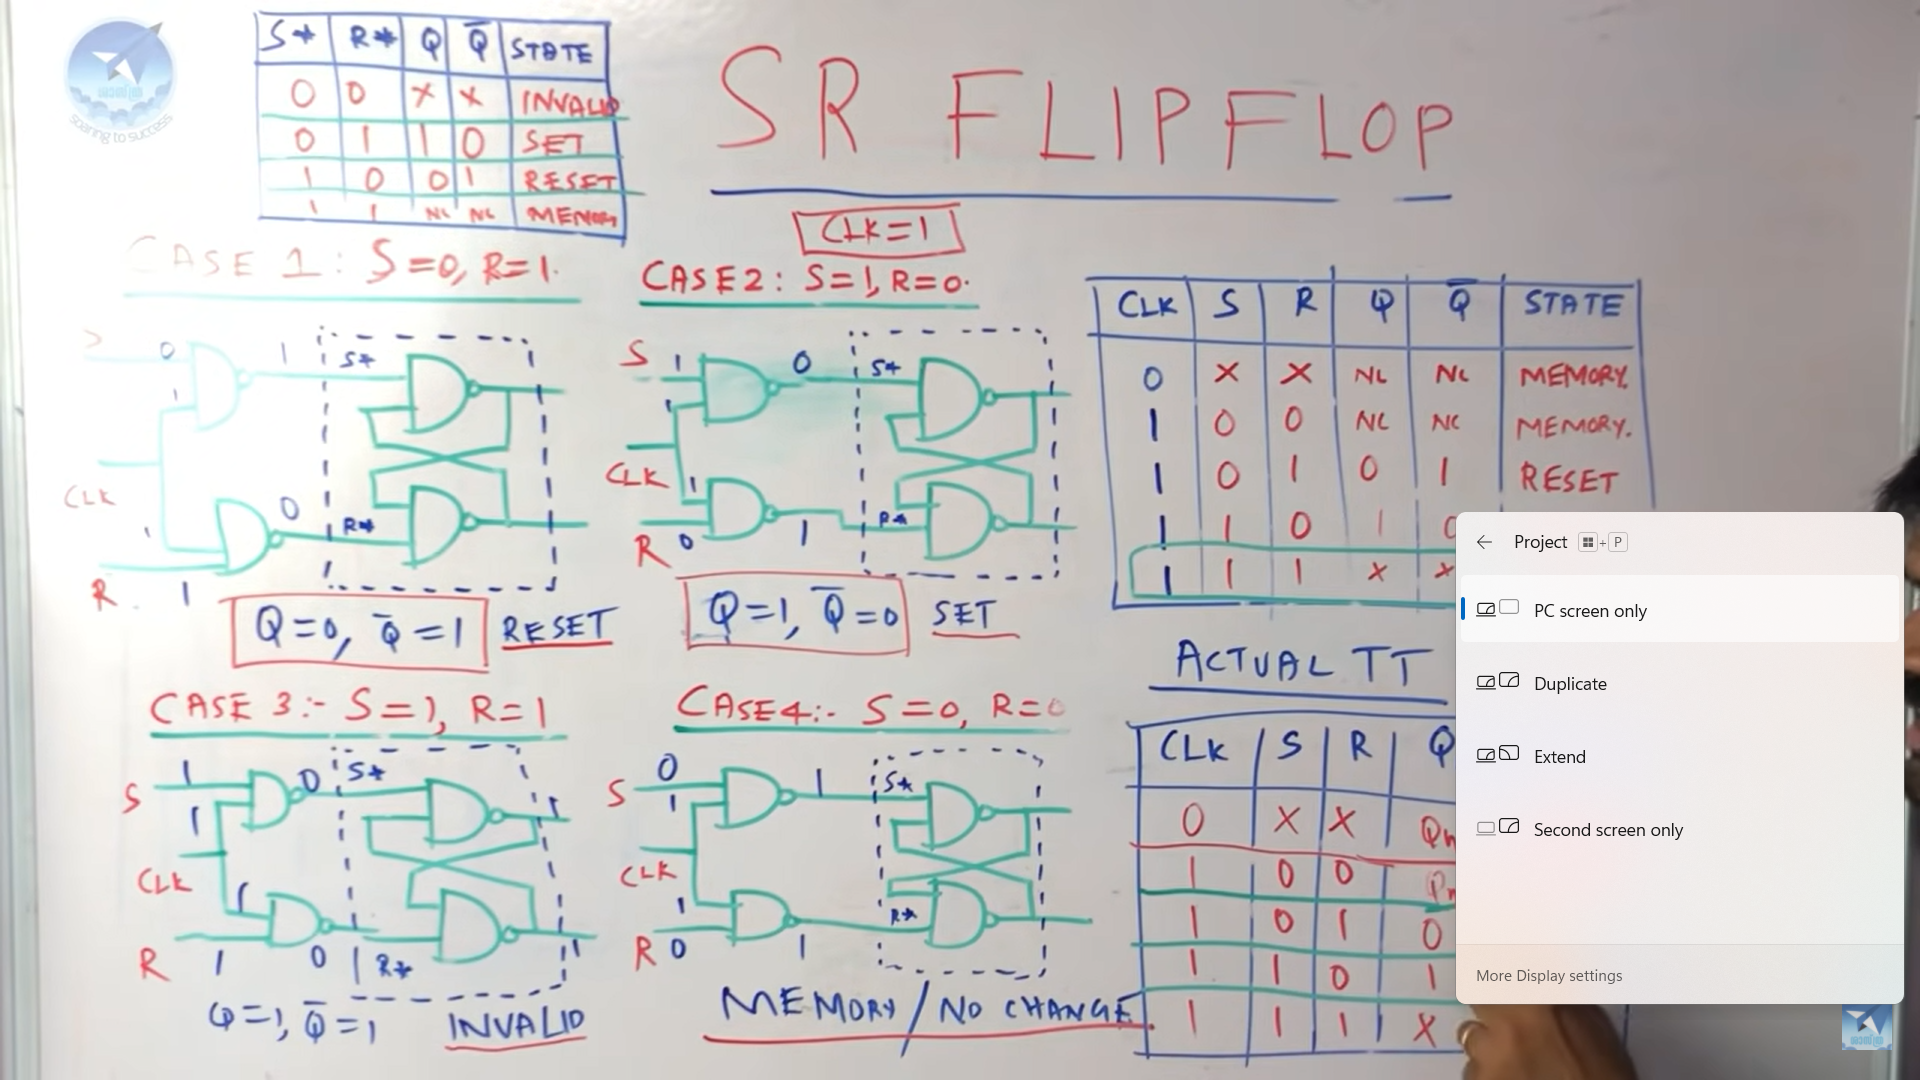 S* R* Q Q̅ STATE
0 0 X X INVALID
0 1 1 0 SET
1 0 0 1 RESET
1 1 NC NC MEMORY
soaring to success
SR FLIPFLOP
CLK=1
CASE 1: S=0, R=1.
0 1 S*
1
CLK
1 0 R*
R 1
Q=0, Q̅=1 RESET
CASE 2: S=1, R=0.
S 1 0 S*
1
CLK 1
R 0 1 R*
Q=1, Q̅=0 SET
CLK S R Q Q̅ STATE
0 X X NC NC MEMORY.
1 0 0 NC NC MEMORY.
1 0 1 0 1 RESET
1 1 0 1 0
1 1 1 X X
CASE 3:- S=1, R=1
S 1 0 S* 1
1
CLK 1
R 1 0 R* 1
Q=1, Q̅=1 INVALID
CASE 4:- S=0, R=0
S 0 1 S*
1
CLK
1 R*
R 0 1
MEMORY / NO CHANGE
ACTUAL TT
CLK S R Q
0 X X Qn
1 0 0
1 0 1 0
1 1 0 1
1 1 1 X
Project + P
PC screen only
Duplicate
Extend
Second screen only
More Display settings